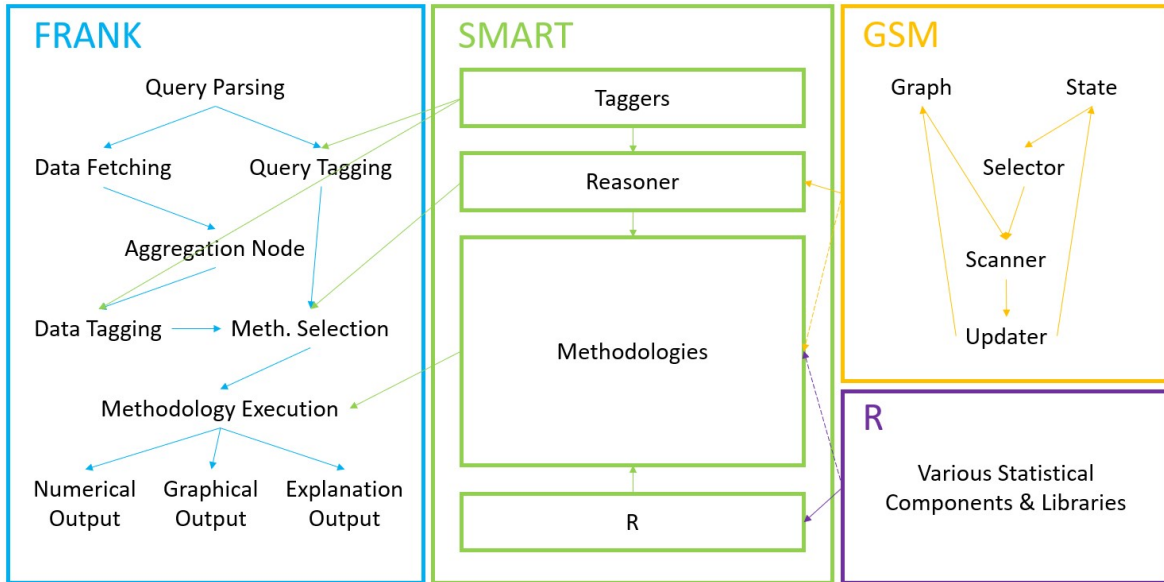 FRANK
Query Parsing
Data Fetching
Query Tagging
Aggregation Node
Data Tagging
Meth. Selection
Methodology Execution
Numerical
Output
Graphical
Output
Explanation
Output
SMART
Taggers
Reasoner
Methodologies
R
GSM
Graph
State
Selector
Scanner
Updater
R
Various Statistical
Components & Libraries